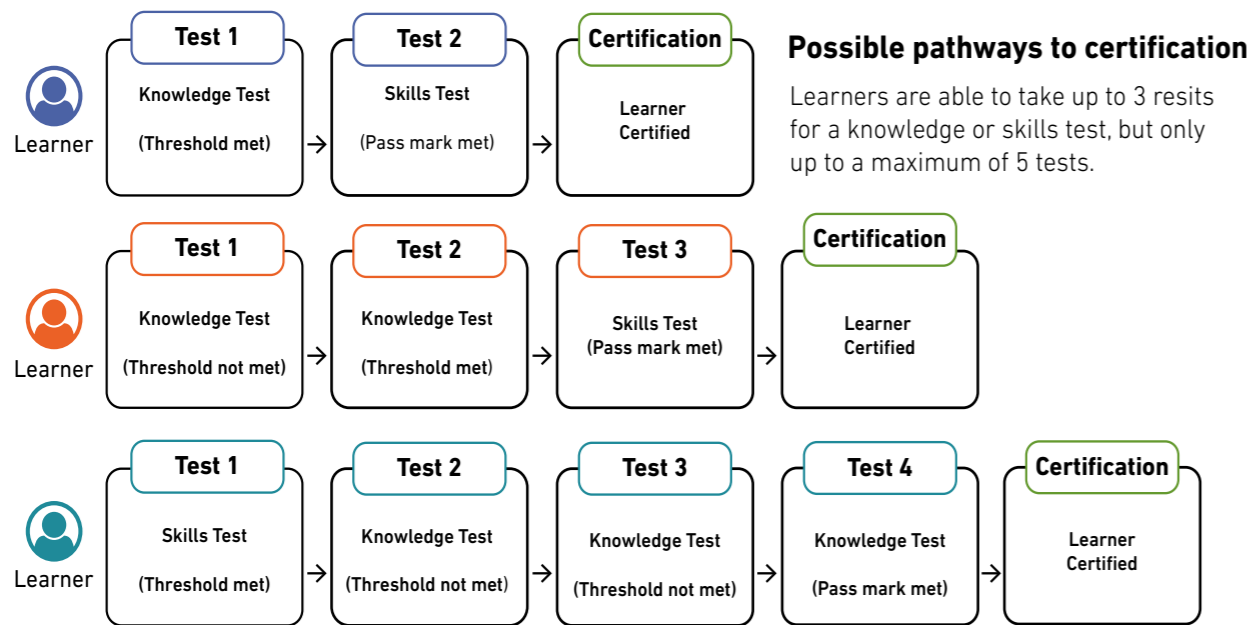 Possible pathways to certification
Learners are able to take up to 3 resits
for a knowledge or skills test, but only
up to a maximum of 5 tests.
Learner
Test 1
Knowledge Test
(Threshold met)
Test 2
Skills Test
(Pass mark met)
Certification
Learner
Certified
Learner
Test 1
Knowledge Test
(Threshold not met)
Test 2
Knowledge Test
(Threshold met)
Test 3
Skills Test
(Pass mark met)
Certification
Learner
Certified
Learner
Test 1
Skills Test
(Threshold met)
Test 2
Knowledge Test
(Threshold not met)
Test 3
Knowledge Test
(Threshold not met)
Test 4
Knowledge Test
(Pass mark met)
Certification
Learner
Certified